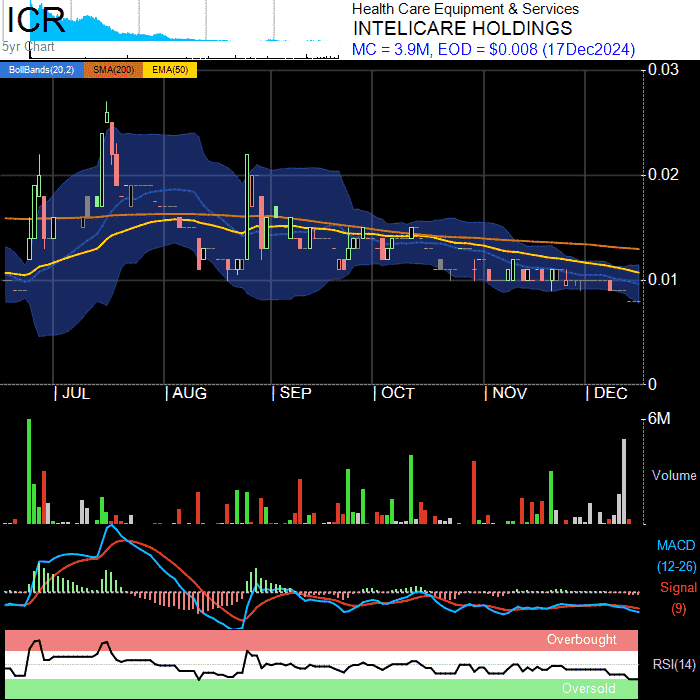 ICR
5yr Chart
Health Care Equipment & Services
INTELICARE HOLDINGS
MC = 3.9M, EOD = $0.008 (17Dec2024)
BollBands(20,2) SMA(200) EMA(50)
0.03
0.02
0.01
0
JUL AUG SEP OCT NOV DEC
6M
Volume
MACD
(12-26)
Signal
(9)
Overbought
RSI(14)
Oversold